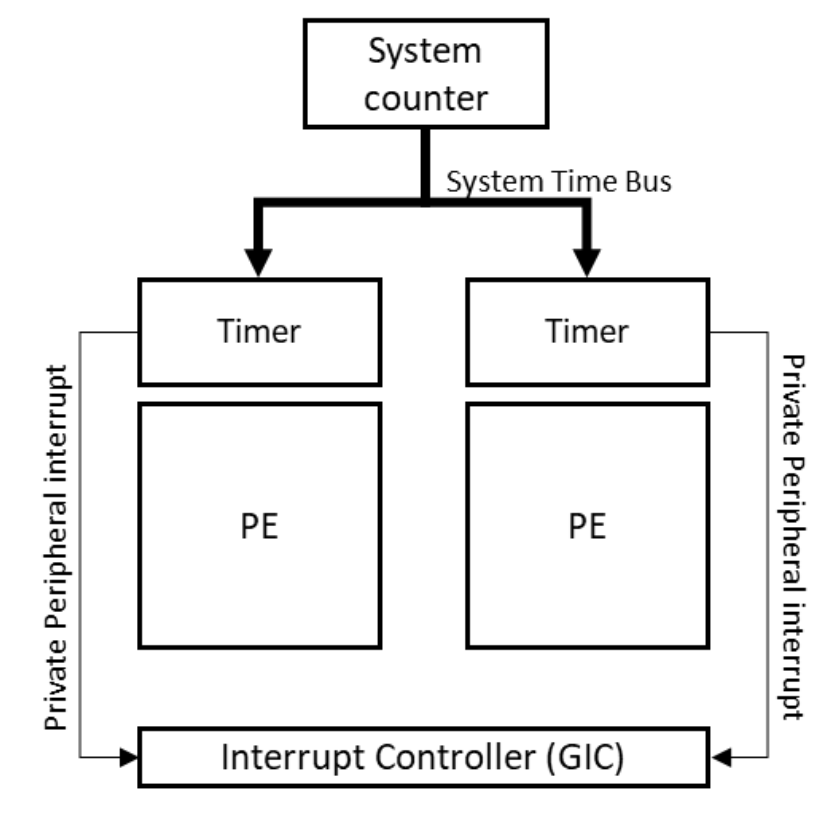 System
counter
System Time Bus
Timer
Timer
Private Peripheral interrupt
Private Peripheral interrupt
PE
PE
Interrupt Controller (GIC)